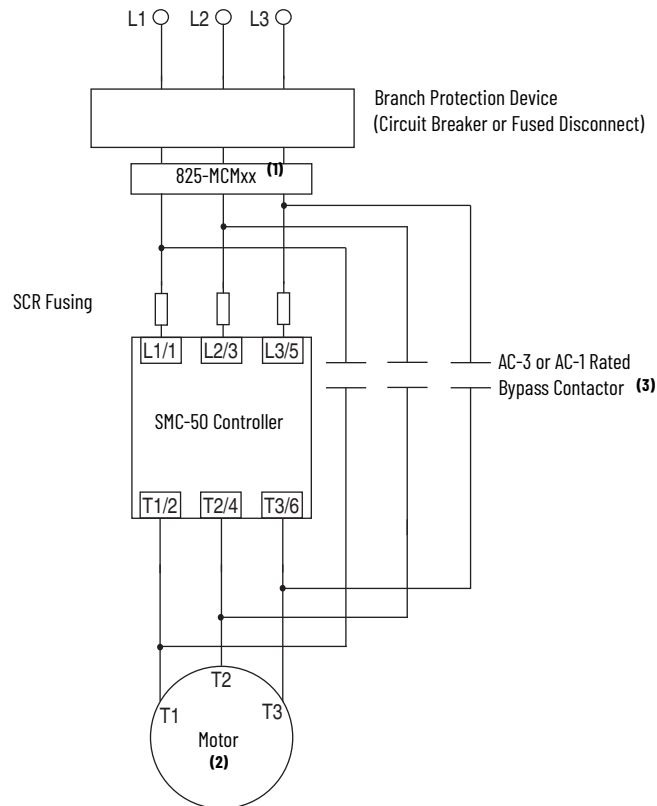 L1 L2 L3
Branch Protection Device
(Circuit Breaker or Fused Disconnect)
825-MCMxx (1)
SCR Fusing
L1/1 L2/3 L3/5
AC-3 or AC-1 Rated
Bypass Contactor (3)
SMC-50 Controller
T1/2 T2/4 T3/6
T2
T1 T3
Motor
(2)